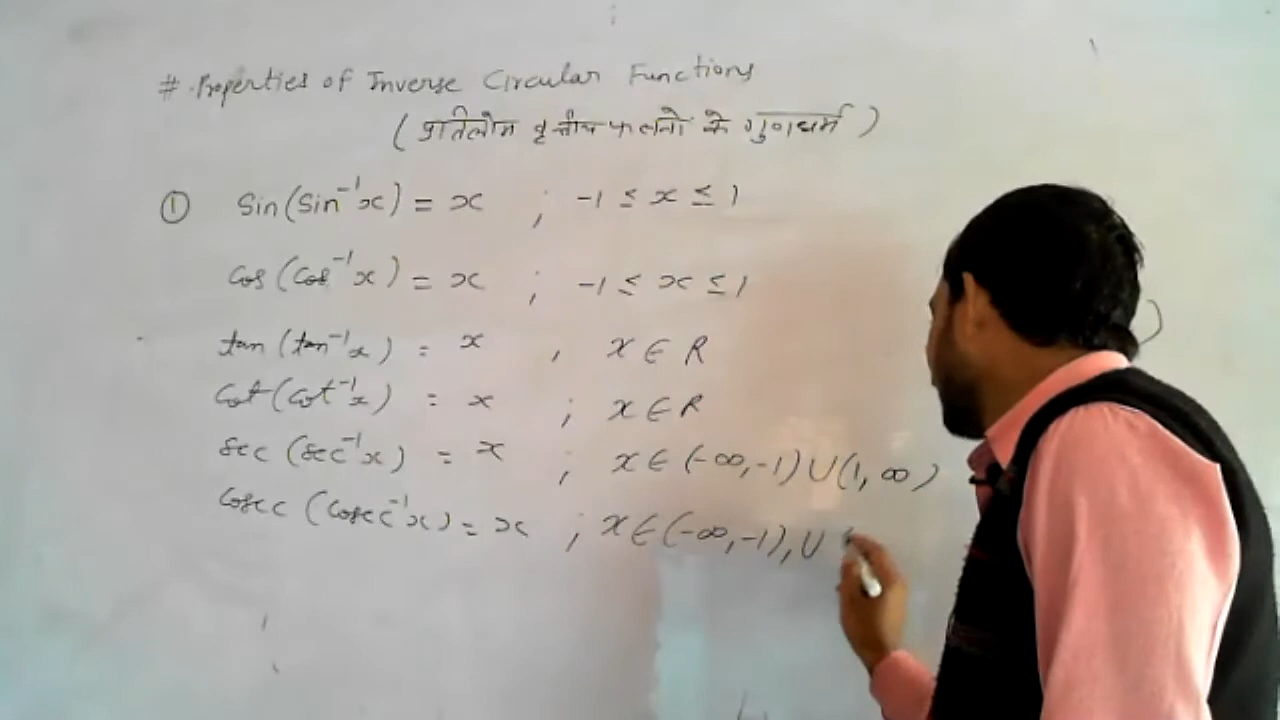 # Properties of Inverse Circular Functions
(प्रतिलोम वृत्तीय फलनों के गुणधर्म)
① Sin(Sin⁻¹x) = x ; -1 ≤ x ≤ 1
Cos(Cos⁻¹x) = x ; -1 ≤ x ≤ 1
tan(tan⁻¹x) = x , x ∈ R
Cot(Cot⁻¹x) = x ; x ∈ R
sec(sec⁻¹x) = x ; x ∈ (-∞,-1) ∪ (1, ∞)
Cosec(Cosec⁻¹x) = x ; x ∈ (-∞, -1), ∪